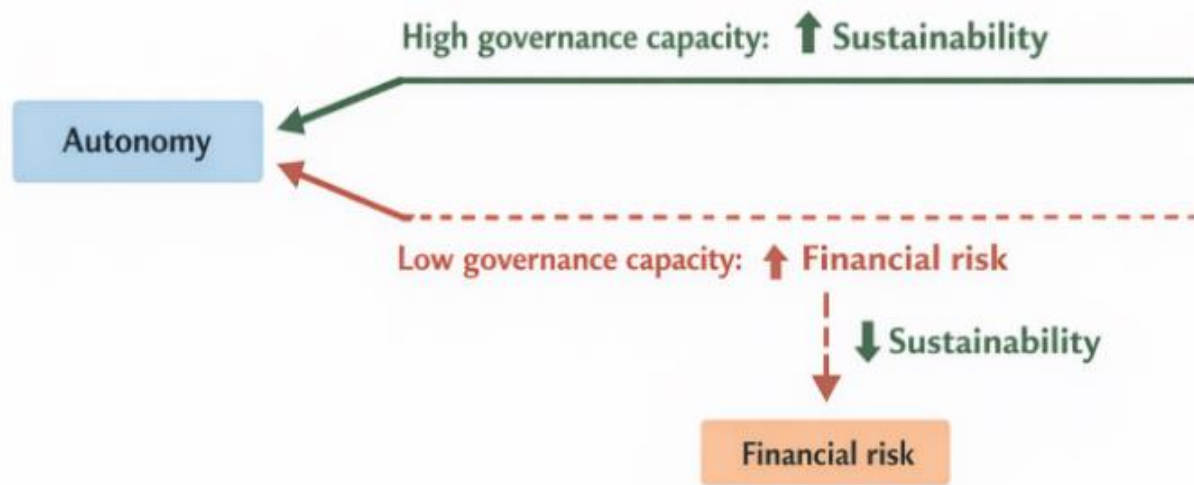 High governance capacity: ⬆ Sustainability
Autonomy
Low governance capacity: ⬆ Financial risk
⬇ Sustainability
Financial risk